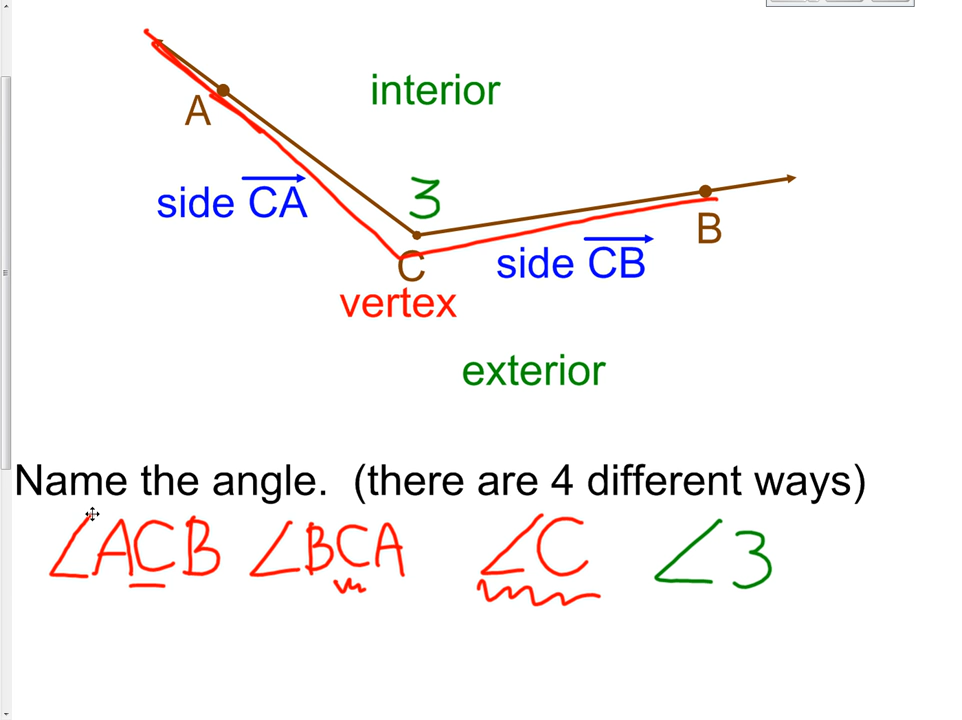 interior
A
side CA
3
B
C
side CB
vertex
exterior
Name the angle. (there are 4 different ways)
∠ACB ∠BCA ∠C ∠3